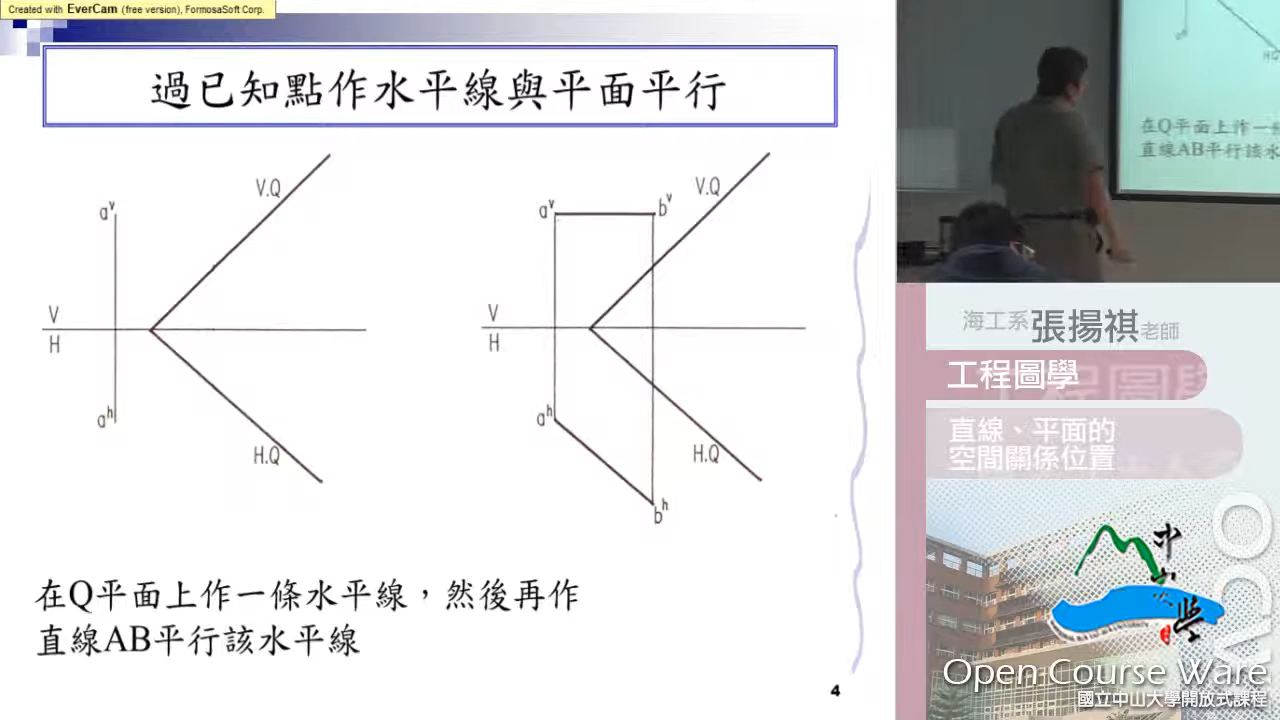 Created with EverCam (free version), FormosaSoft Corp.
過已知點作水平線與平面平行
V.Q
aᵛ
V
H
aʰ
H.Q
V.Q
aᵛ
bᵛ
V
H
aʰ
H.Q
bʰ
在Q平面上作一條水平線，然後再作
直線AB平行該水平線
4
在Q平面上作一
直線AB平行該水
海工系 張揚祺 老師
工程圖學
直線、平面的
空間關係位置
中山大學
Open Course Ware
國立中山大學開放式課程